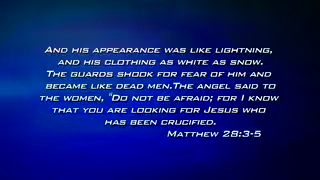 And his appearance was like lightning,
and his clothing as white as snow.
The guards shook for fear of him and
became like dead men.The angel said to
the women, "Do not be afraid; for I know
that you are looking for Jesus who
has been crucified.
Matthew 28:3-5